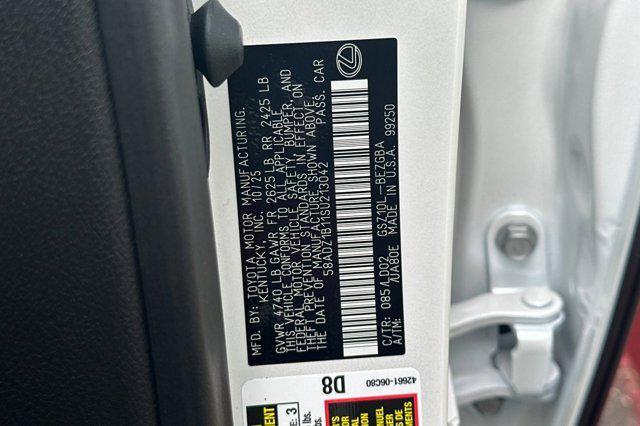 MFD. BY: TOYOTA MOTOR MANUFACTURING,
KENTUCKY, INC. 10/25
GVWR 4740 LB GAWR FR 2625 LB RR 2425 LB
THIS VEHICLE CONFORMS TO ALL APPLICABLE
FEDERAL MOTOR VEHICLE SAFETY, BUMPER, AND
THEFT PREVENTION STANDARDS IN EFFECT ON
THE DATE OF MANUFACTURE SHOWN ABOVE.
58ADZ1B11SU213042 PASS. CAR
C/TR: 085/LD02 GSZ10L-BEZGBA
A/TM: /UA80E MADE IN U.S.A. 99250
D8
42661-06C80